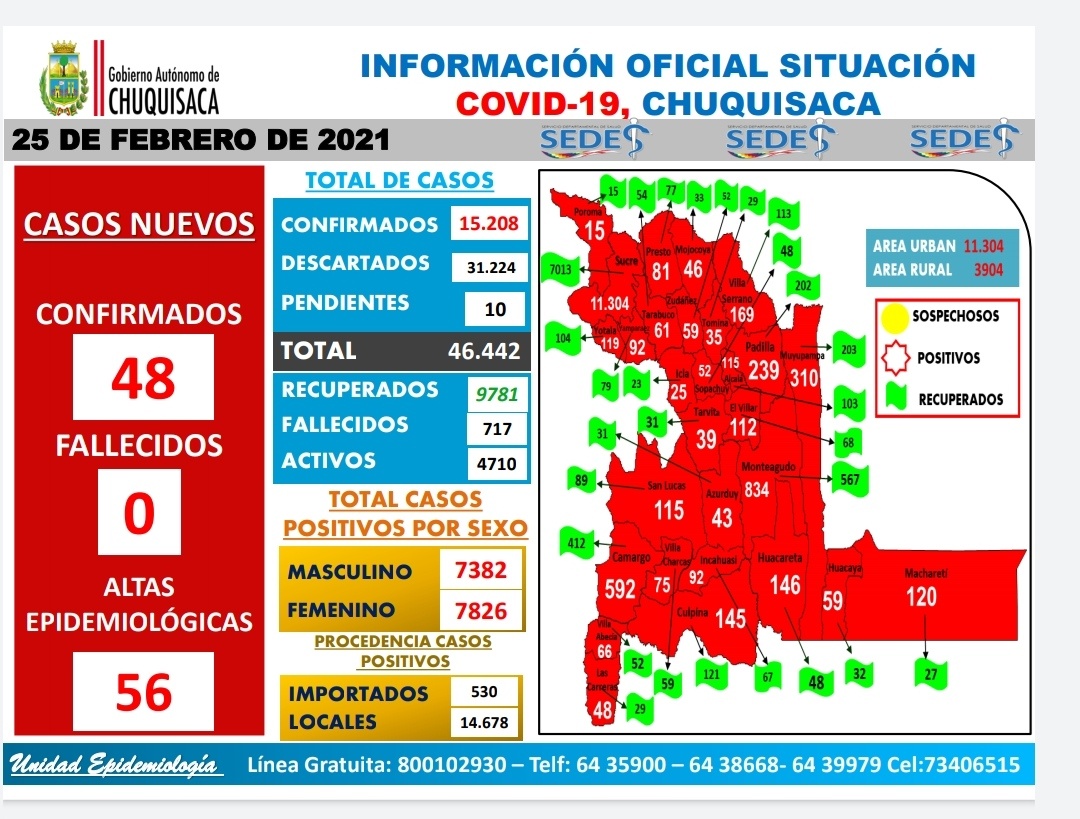 Gobierno Autónomo de
CHUQUISACA
INFORMACIÓN OFICIAL SITUACIÓN
COVID-19, CHUQUISACA
25 DE FEBRERO DE 2021
SEDES
SEDES
SEDES
CASOS NUEVOS
CONFIRMADOS
48
FALLECIDOS
0
ALTAS
EPIDEMIOLÓGICAS
56
TOTAL DE CASOS
CONFIRMADOS 15.208
DESCARTADOS 31.224
PENDIENTES 10
TOTAL 46.442
RECUPERADOS 9781
FALLECIDOS 717
ACTIVOS 4710
TOTAL CASOS
POSITIVOS POR SEXO
MASCULINO 7382
FEMENINO 7826
PROCEDENCIA CASOS
POSITIVOS
IMPORTADOS 530
LOCALES 14.678
15 54 77 33 52 29 113
48
202
Poroma
15
7013
Sucre
11.304
Presto
81
Mojocoya
46
Villa
Serrano
169
Zudáñez
59
Tarabuco
61
Tomina
35
104
Yotala
119
92
Padilla
239
Muyupampa
310
203
79
23
Icla
25
52
Sopachuy
115
Alcalá
103
31
Tarvita
39
El Villar
112
68
31
89
San Lucas
115
Azurduy
43
Monteagudo
834
567
412
Camargo
592
Villa
Charcas
75
Incahuasi
92
Huacareta
146
Huacaya
59
Machareti
120
Culpina
145
Villa
Abecia
66
Las
Carreras
48
52
59
121
67
48
32
27
29
AREA URBAN 11.304
AREA RURAL 3904
SOSPECHOSOS
POSITIVOS
RECUPERADOS
Unidad Epidemiología Línea Gratuita: 800102930 – Telf: 64 35900 – 64 38668- 64 39979 Cel:73406515